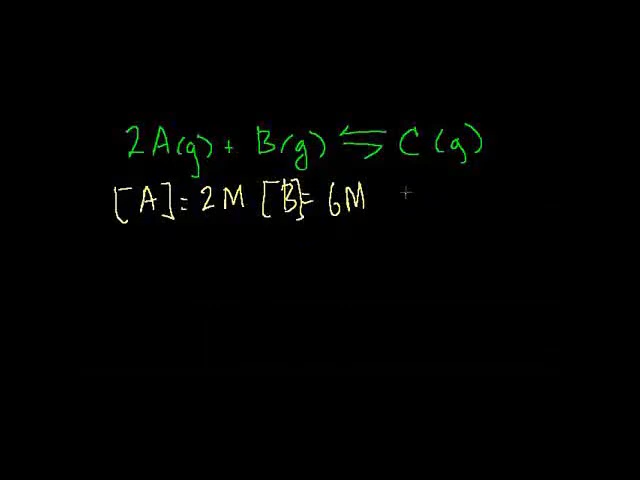 2A(g) + B(g) ⇌ C(g)
[A] = 2M [B] = 6M